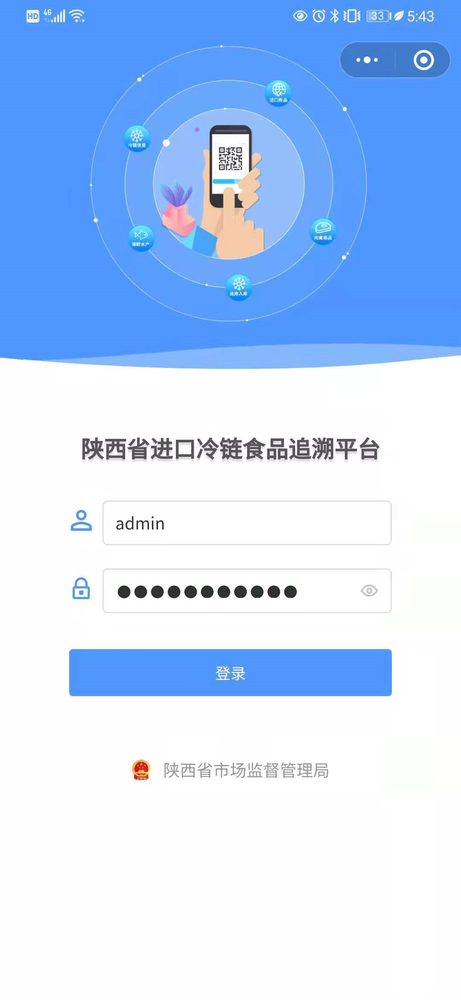 HD 4G 33 5:43
进口商品
冷链信息
海鲜水产
肉禽商品
出库入库
陕西省进口冷链食品追溯平台
admin
登录
陕西省市场监督管理局